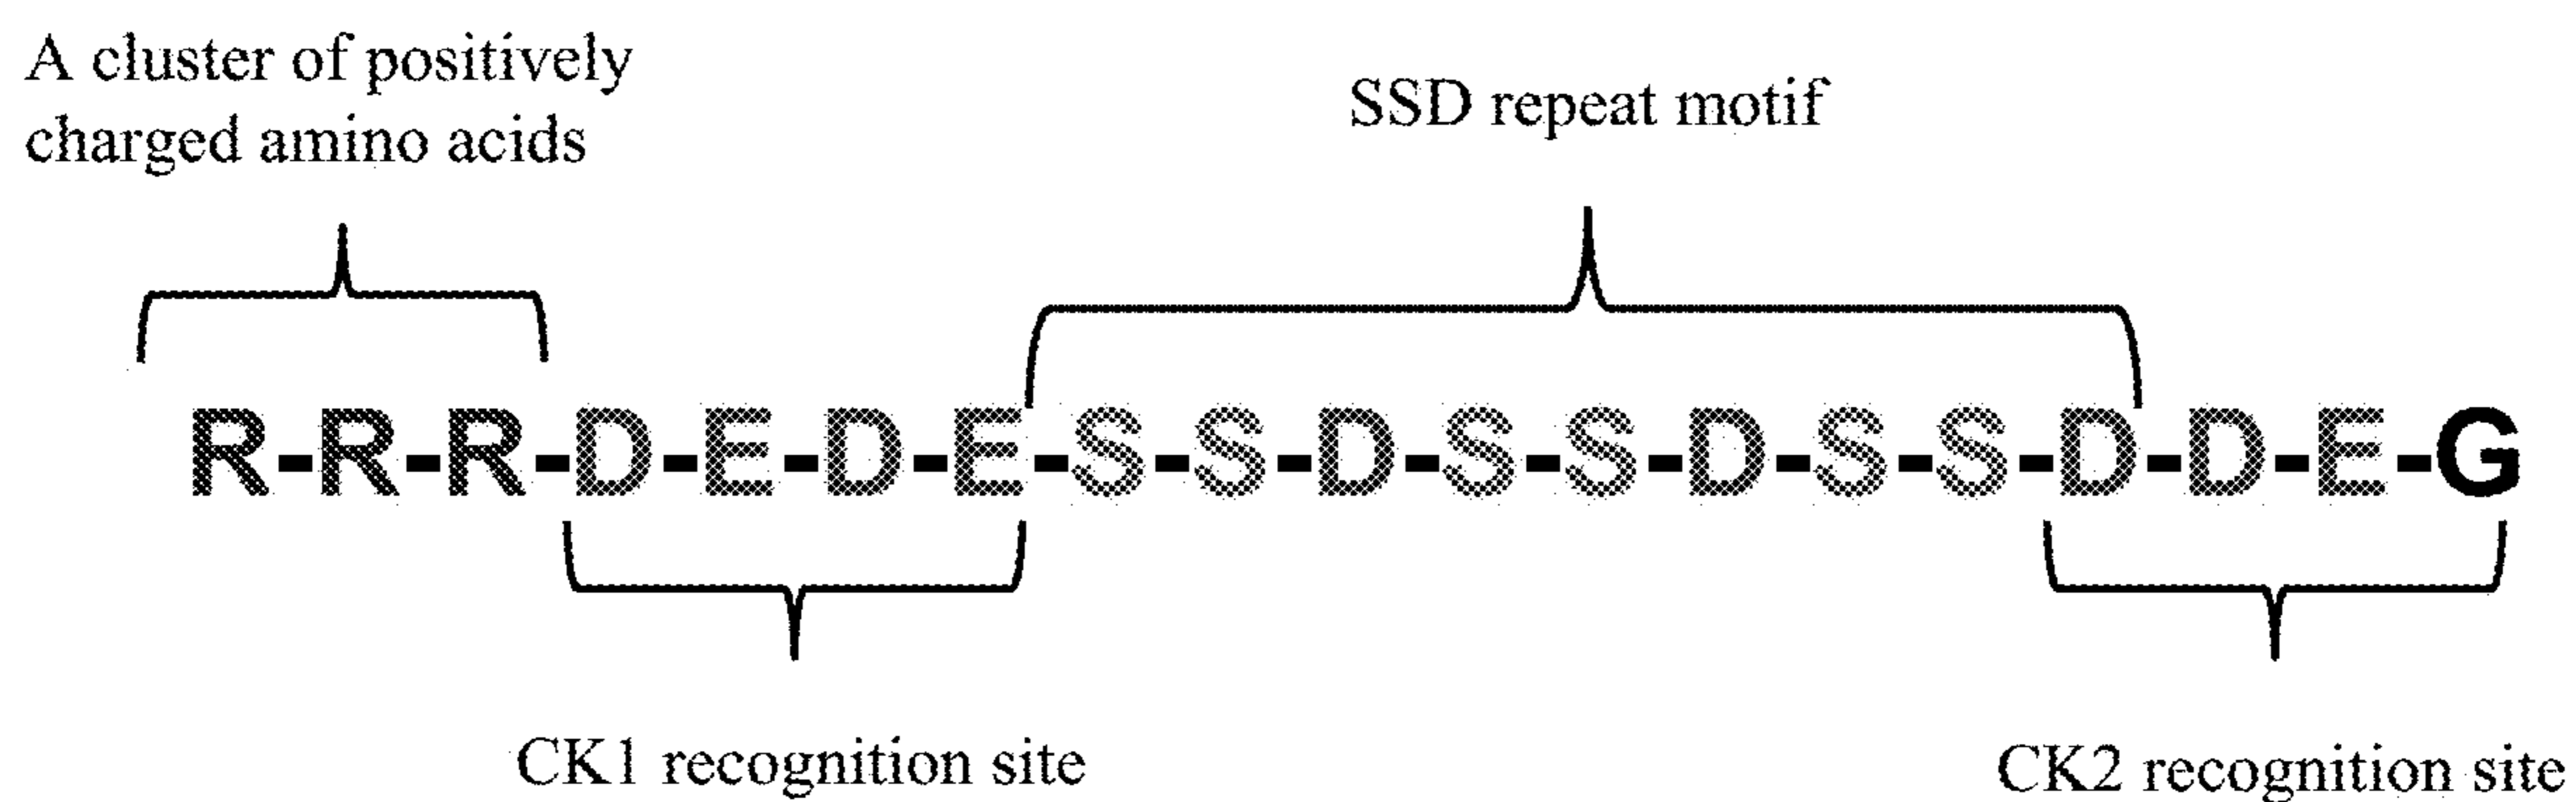 A cluster of positively
charged amino acids
SSD repeat motif
R-R-R-D-E-D-E-S-S-D-S-S-D-S-S-D-D-E-G
CK1 recognition site
CK2 recognition site